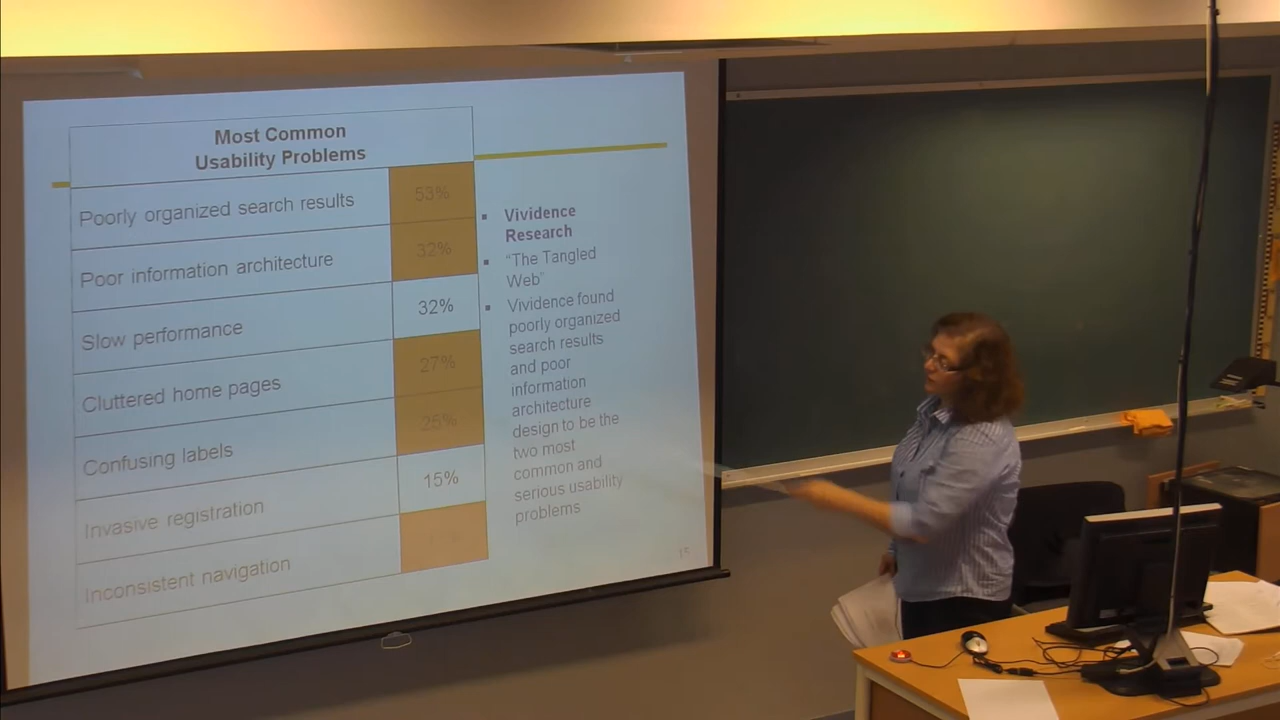 Most Common
Usability Problems
Poorly organized search results 53%
Poor information architecture 32%
Slow performance 32%
Cluttered home pages 27%
Confusing labels 25%
Invasive registration 15%
Inconsistent navigation
▪ Vividence
Research
▪ “The Tangled
Web”
▪ Vividence found
poorly organized
search results
and poor
information
architecture
design to be the
two most
common and
serious usability
problems
15